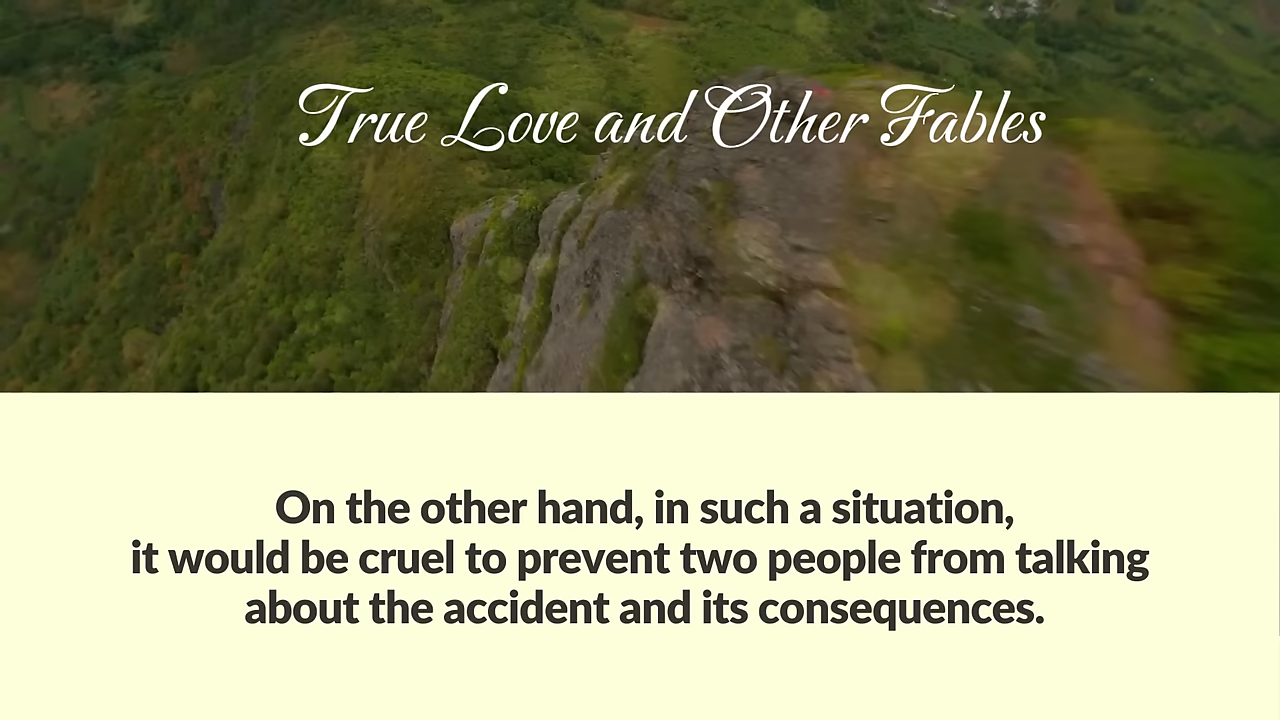 True Love and Other Fables
On the other hand, in such a situation,
it would be cruel to prevent two people from talking
about the accident and its consequences.